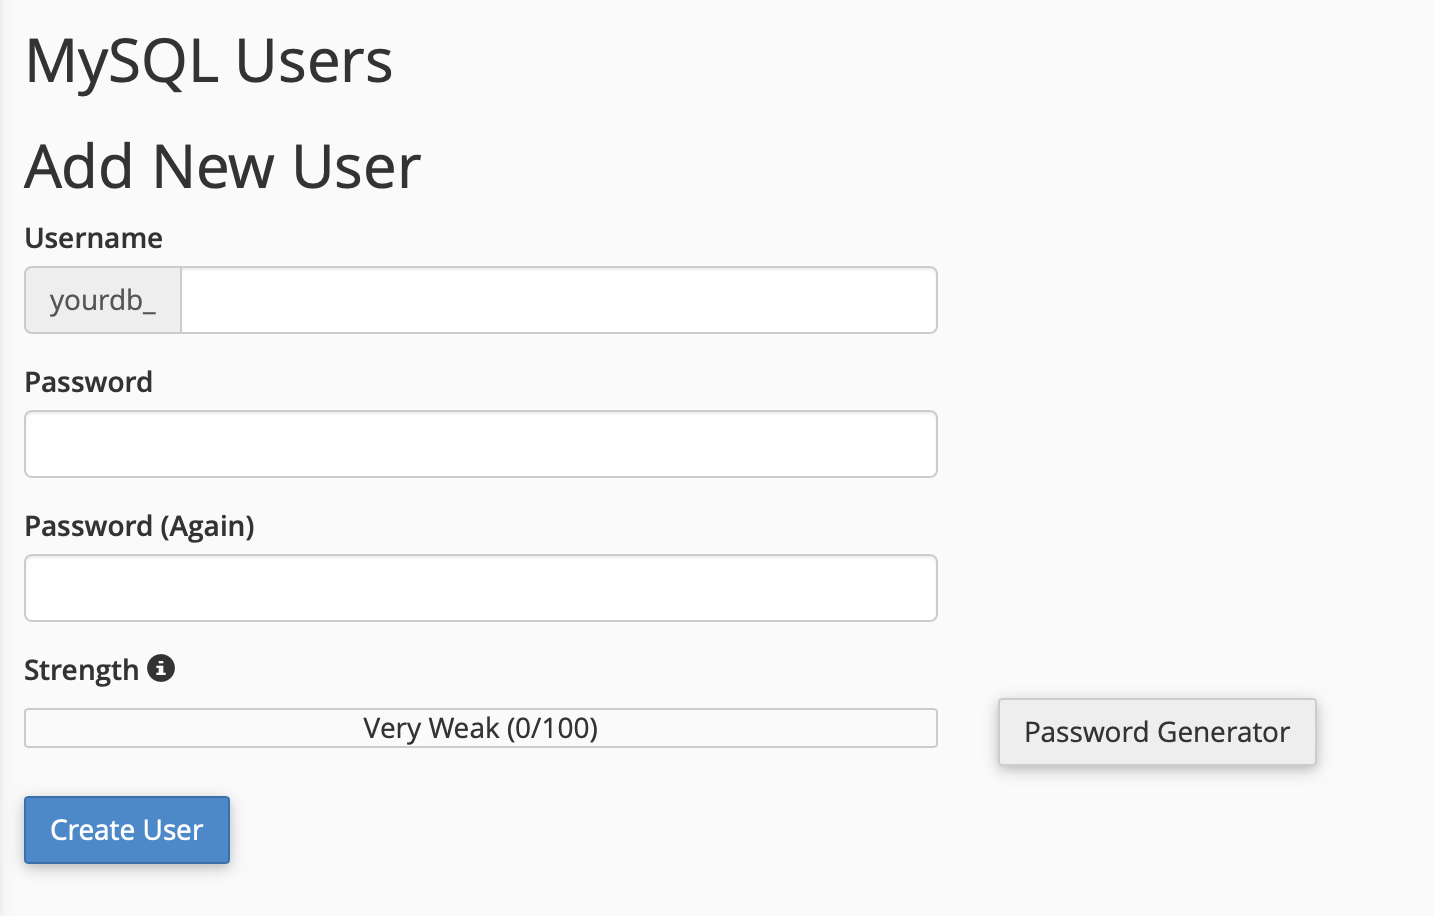 MySQL Users
Add New User
Username
yourdb_
Password
Password (Again)
Strength
Very Weak (0/100)
Password Generator
Create User